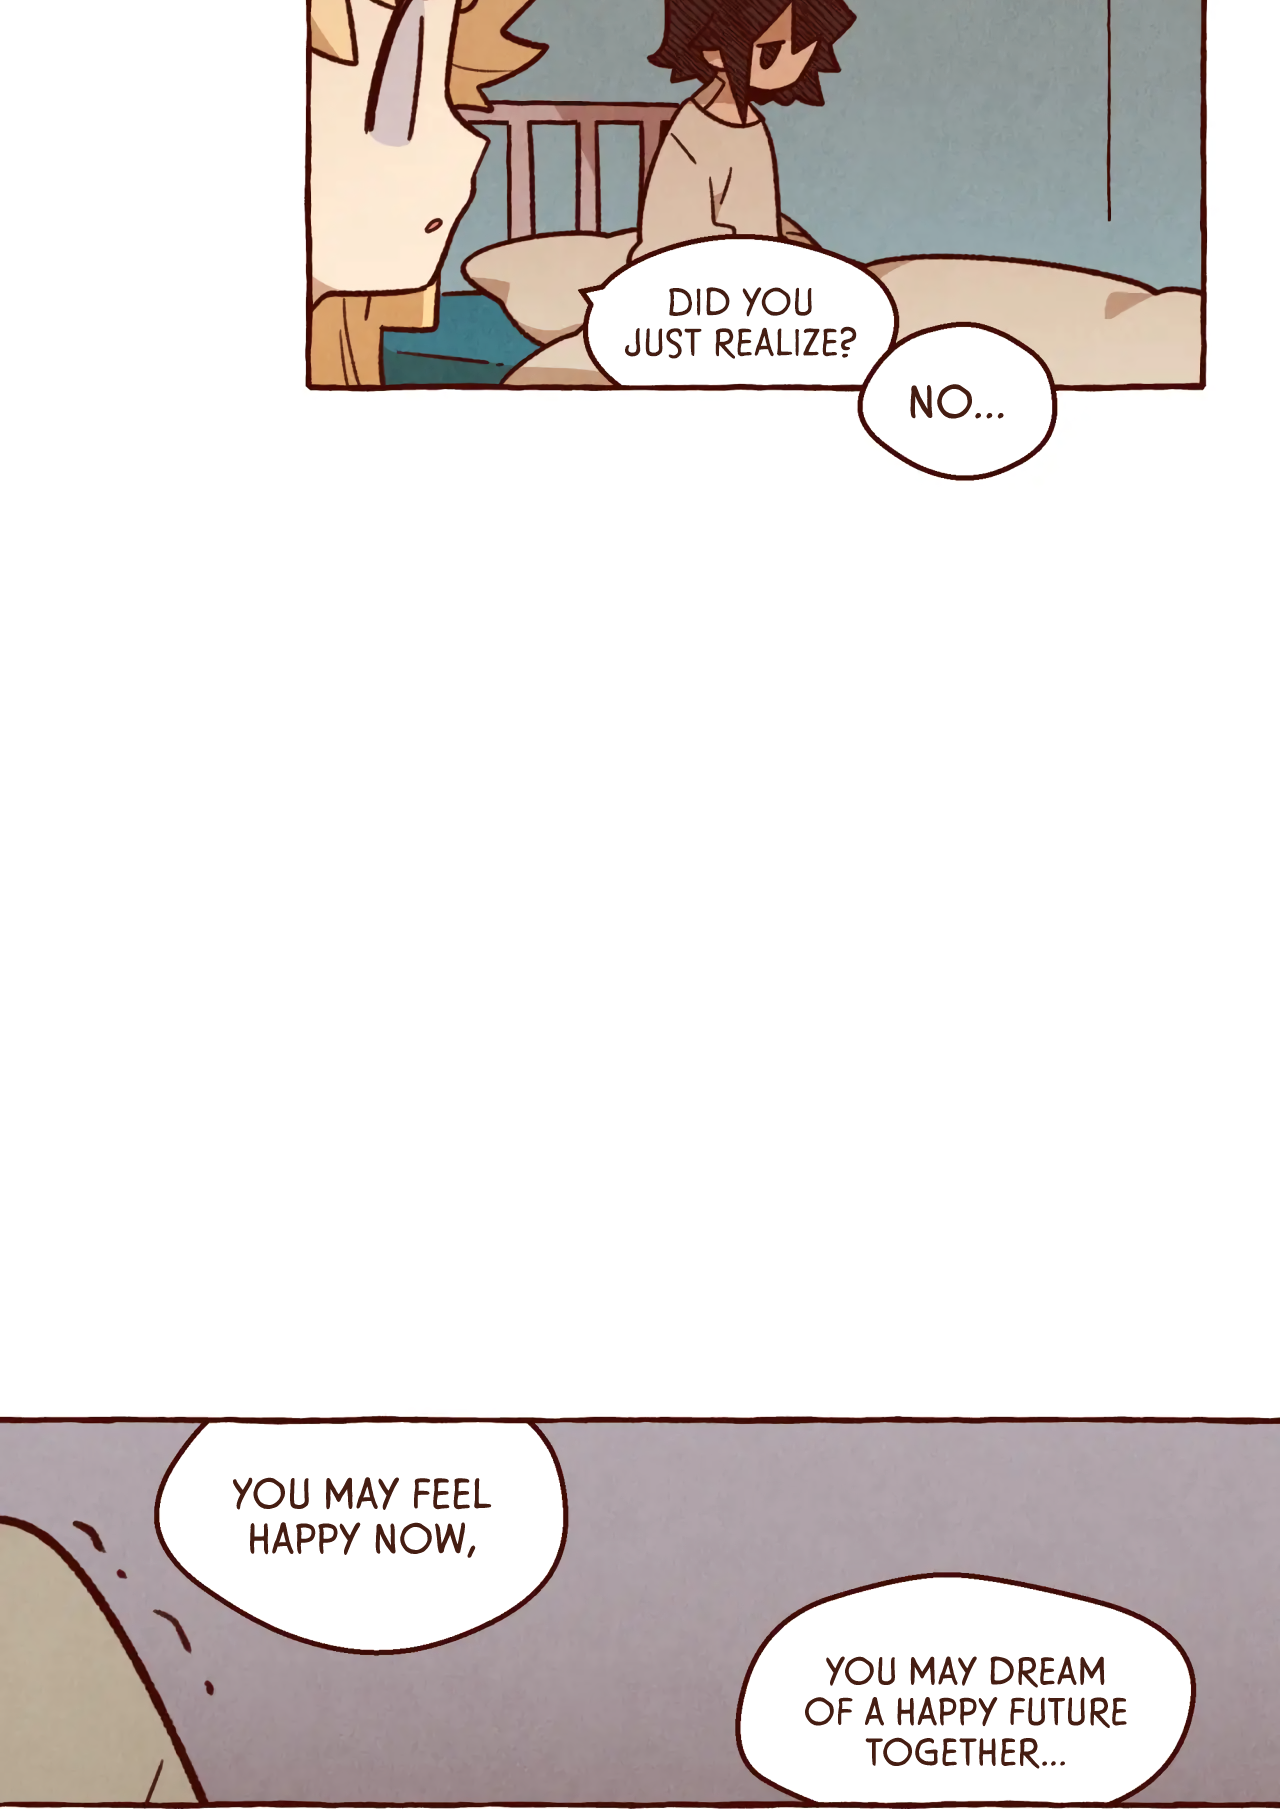 DID YOU
JUST REALIZE?
NO...
YOU MAY FEEL
HAPPY NOW,
YOU MAY DREAM
OF A HAPPY FUTURE
TOGETHER...